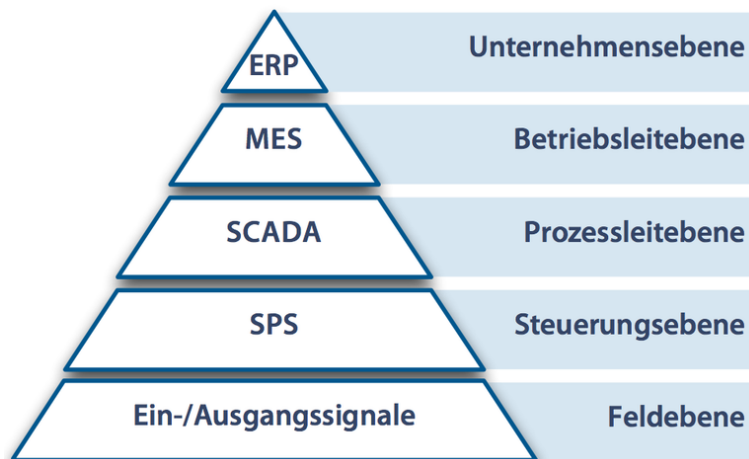 ERP
Unternehmensebene
MES
Betriebsleitebene
SCADA
Prozessleitebene
SPS
Steuerungsebene
Ein-/Ausgangssignale
Feldebene